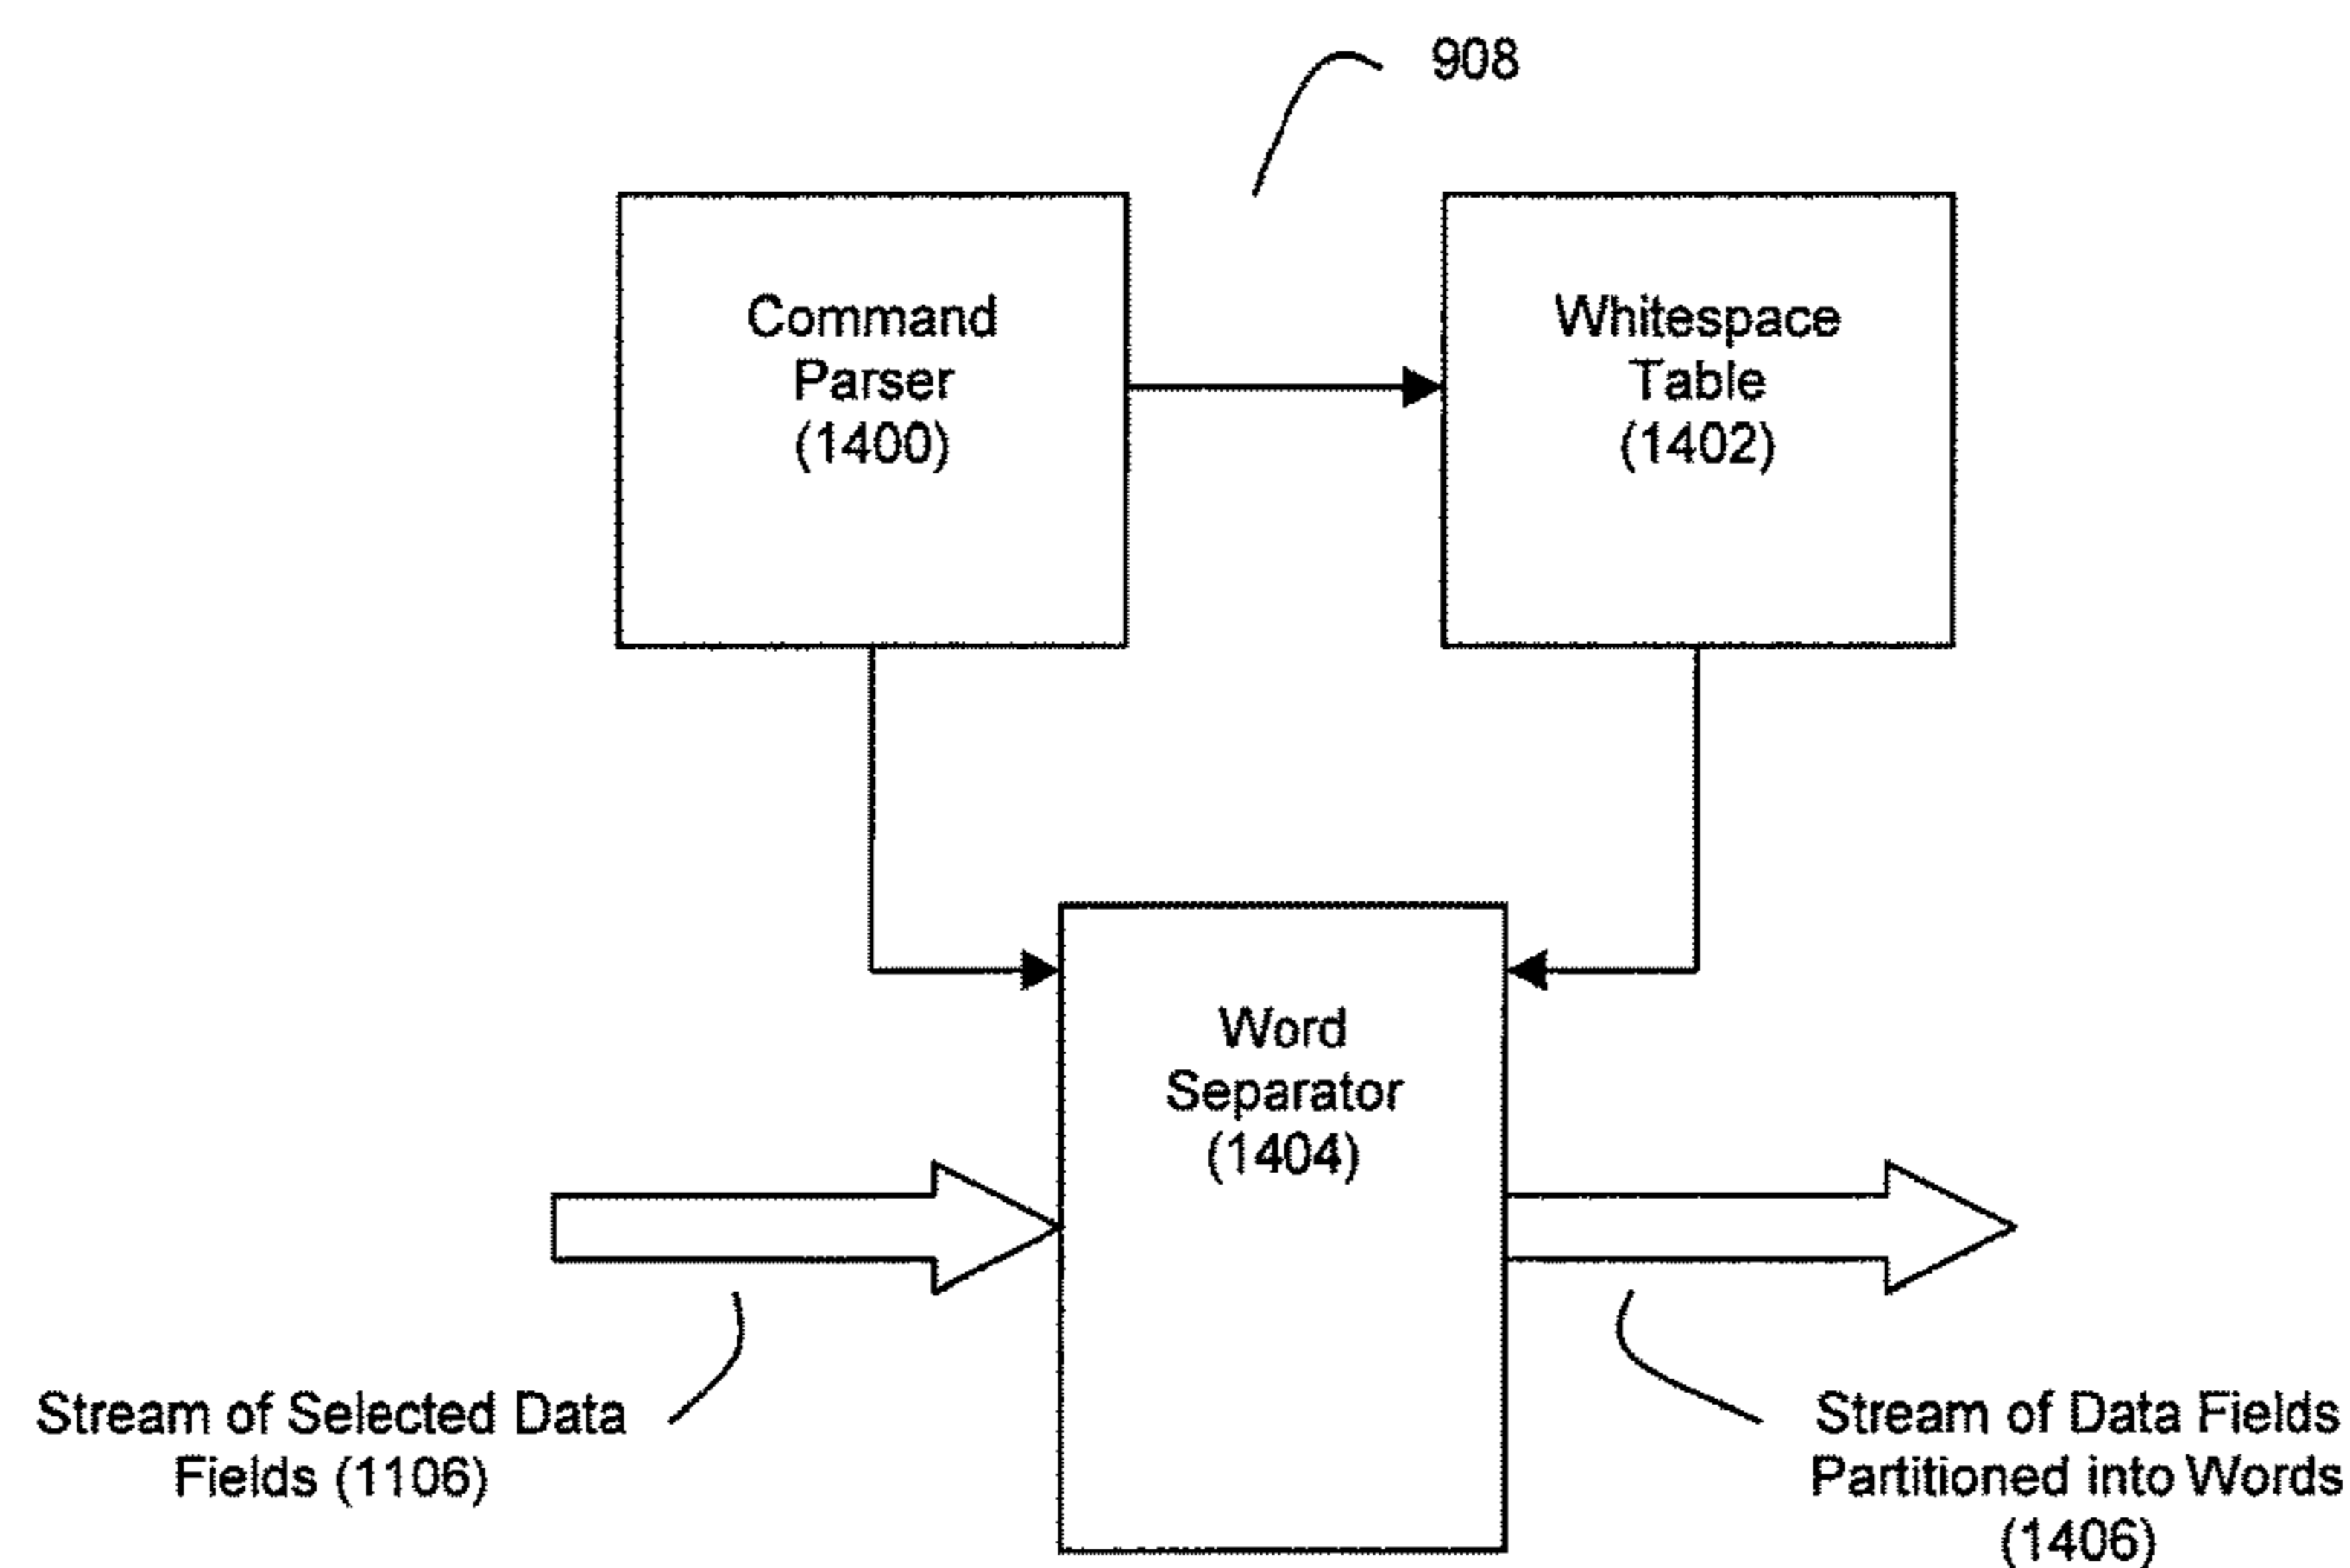 908
Command
Parser
(1400)
Whitespace
Table
(1402)
Word
Separator
(1404)
Stream of Selected Data
Fields (1106)
Stream of Data Fields
Partitioned into Words
(1406)